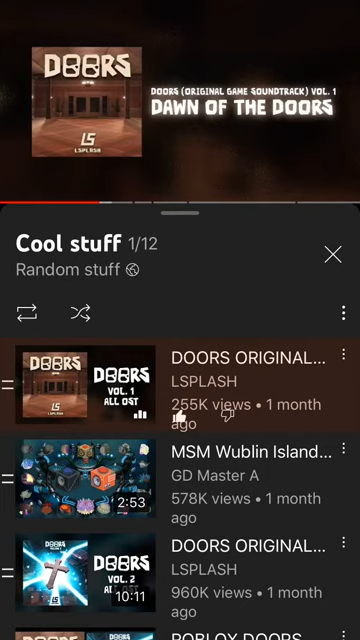 DOORS
LSPLASH
DOORS (ORIGINAL GAME SOUNDTRACK) VOL. 1
DAWN OF THE DOORS
Cool stuff 1/12
Random stuff
DOORS
LSPLASH
DOORS
VOL. 1
ALL OST
DOORS ORIGINAL...
LSPLASH
255K views • 1 month
ago
2:53
MSM Wublin Island...
GD Master A
578K views • 1 month
ago
DOORS
DOORS
VOL. 2
10:11
DOORS ORIGINAL...
LSPLASH
960K views • 1 month
ago
ROBLOX DOORS